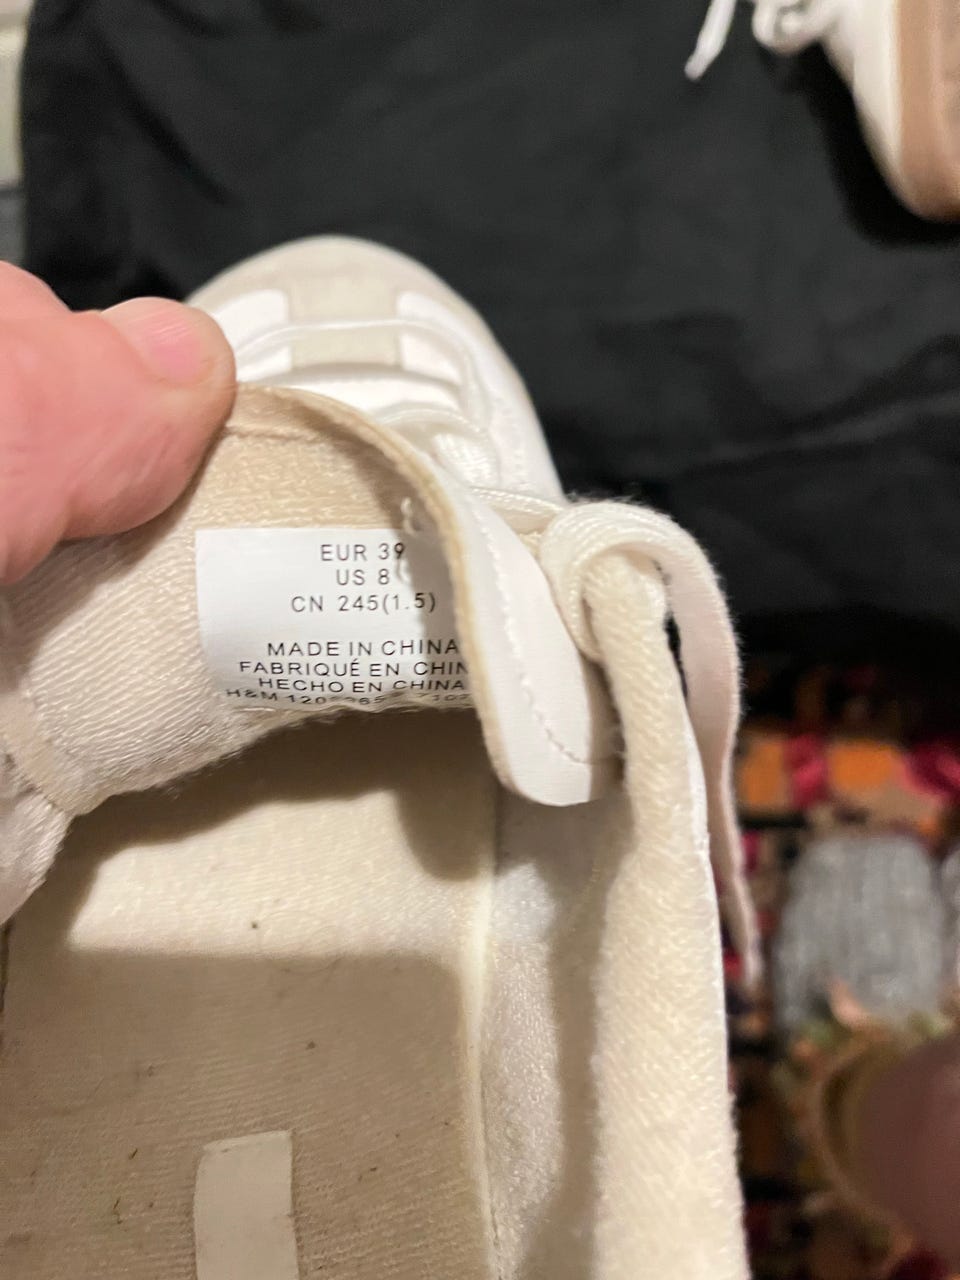 EUR 39
US 8
CN 245(1.5)
MADE IN CHINA
FABRIQUÉ EN CHIN
HECHO EN CHINA
H&M